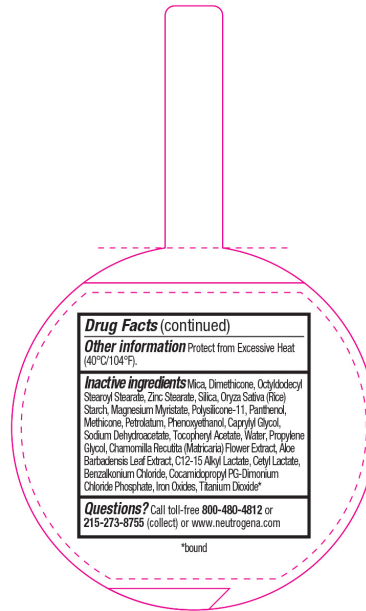 Drug Facts (continued)
Other information Protect from Excessive Heat
(40°C/104°F).
Inactive ingredients Mica, Dimethicone, Octyldodecyl
Stearoyl Stearate, Zinc Stearate, Silica, Oryza Sativa (Rice)
Starch, Magnesium Myristate, Polysilicone-11, Panthenol,
Methicone, Petrolatum, Phenoxyethanol, Caprylyl Glycol,
Sodium Dehydroacetate, Tocopheryl Acetate, Water, Propylene
Glycol, Chamomilla Recutita (Matricaria) Flower Extract, Aloe
Barbadensis Leaf Extract, C12-15 Alkyl Lactate, Cetyl Lactate,
Benzalkonium Chloride, Cocamidopropyl PG-Dimonium
Chloride Phosphate, Iron Oxides, Titanium Dioxide*
Questions? Call toll-free 800-480-4812 or
215-273-8755 (collect) or www.neutrogena.com
*bound